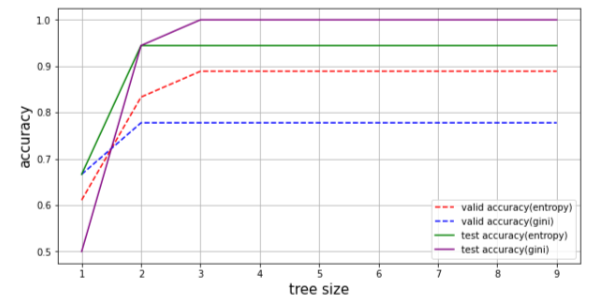 1.0
0.9
0.8
0.7
0.6
0.5
accuracy
valid accuracy(entropy)
valid accuracy(gini)
test accuracy(entropy)
test accuracy(gini)
1 2 3 4 5 6 7 8 9
tree size